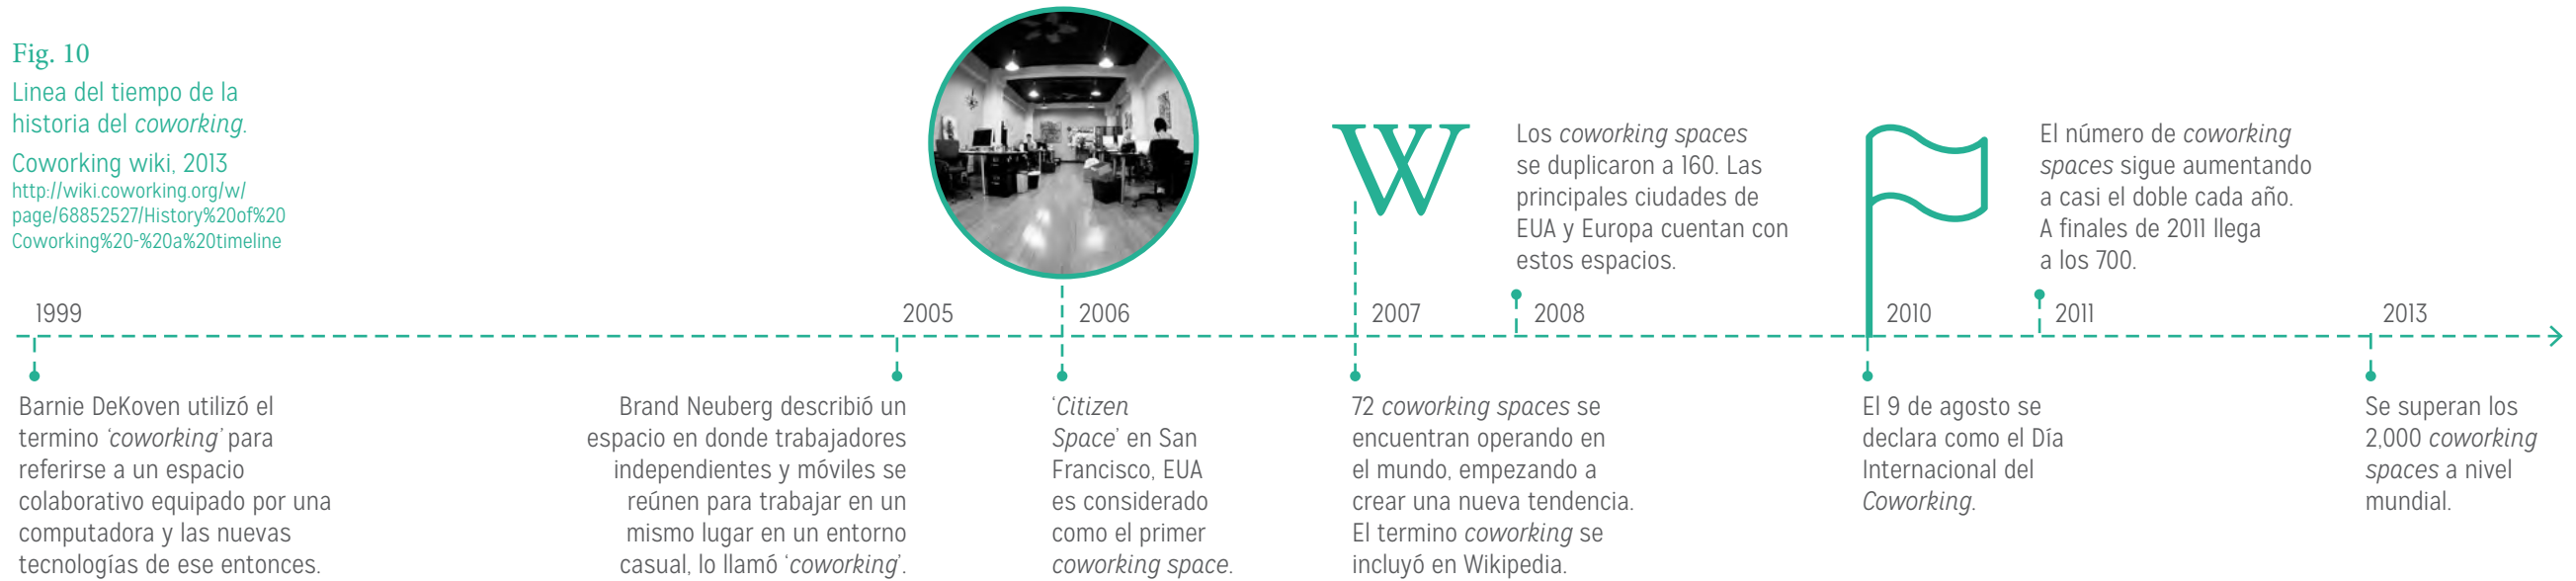 Fig. 10
Linea del tiempo de la
historia del coworking.
Coworking wiki, 2013
http://wiki.coworking.org/w/
page/68852527/History%20of%20
Coworking%20-%20a%20timeline
1999
Barnie DeKoven utilizó el
termino ‘coworking’ para
referirse a un espacio
colaborativo equipado por una
computadora y las nuevas
tecnologías de ese entonces.
2005
Brand Neuberg describió un
espacio en donde trabajadores
independientes y móviles se
reúnen para trabajar en un
mismo lugar en un entorno
casual, lo llamó ‘coworking’.
2006
‘Citizen
Space’ en San
Francisco, EUA
es considerado
como el primer
coworking space.
W
2007
72 coworking spaces se
encuentran operando en
el mundo, empezando a
crear una nueva tendencia.
El termino coworking se
incluyó en Wikipedia.
Los coworking spaces
se duplicaron a 160. Las
principales ciudades de
EUA y Europa cuentan con
estos espacios.
2008
2010
El 9 de agosto se
declara como el Día
Internacional del
Coworking.
El número de coworking
spaces sigue aumentando
a casi el doble cada año.
A finales de 2011 llega
a los 700.
2011
2013
Se superan los
2,000 coworking
spaces a nivel
mundial.